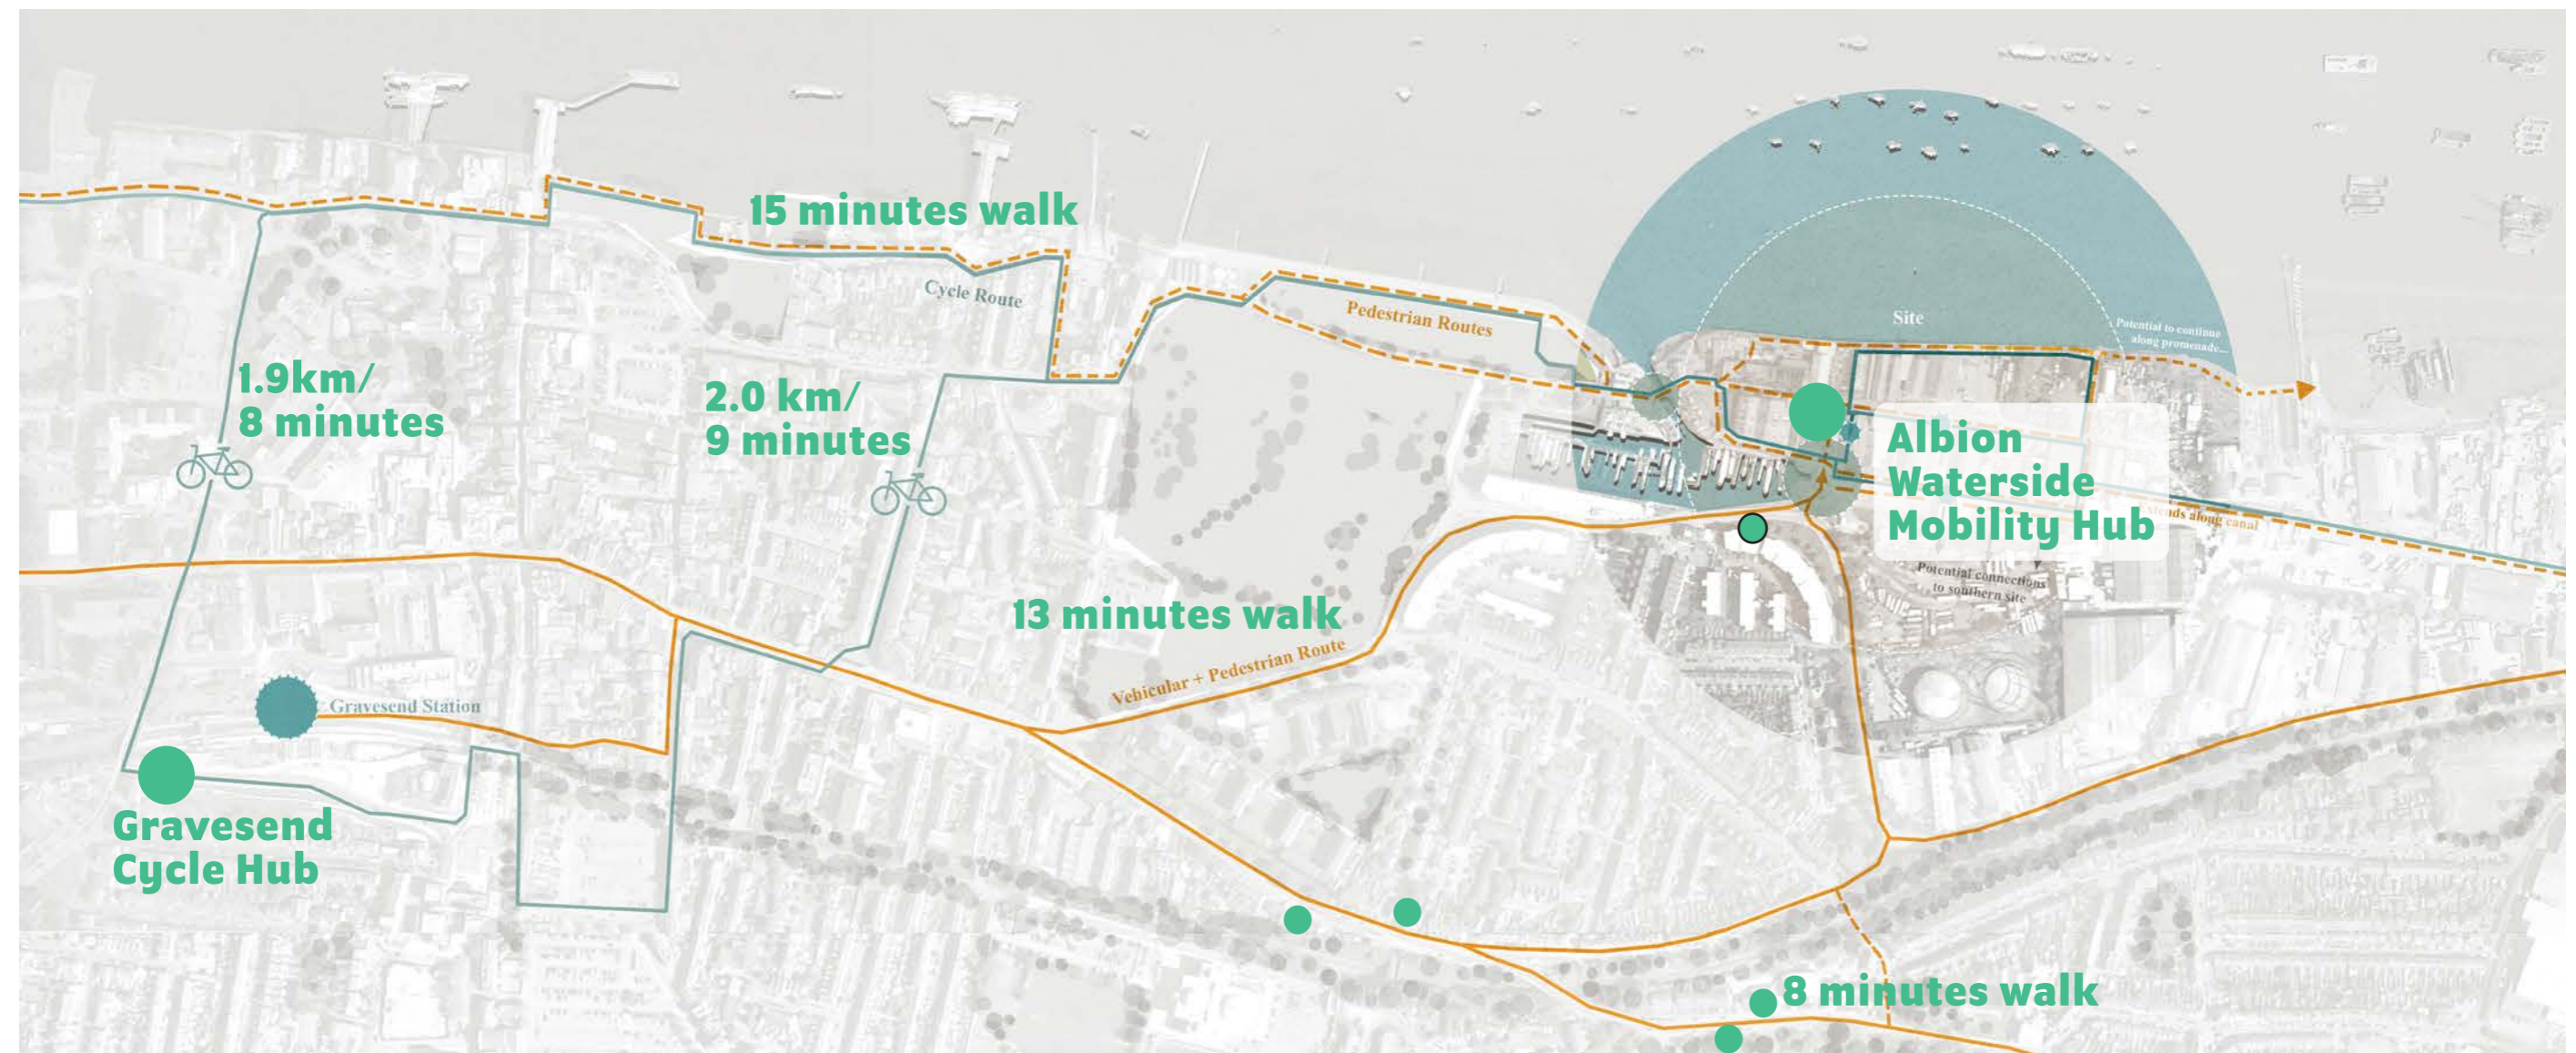 15 minutes walk
Cycle Route
Pedestrian Routes
Site
Potential to continue
along promenade...
1.9km/
8 minutes
2.0 km/
9 minutes
Albion
Waterside
Mobility Hub
along canal
Potential connections
to southern site
13 minutes walk
Vehicular + Pedestrian Route
Gravesend Station
Gravesend
Cycle Hub
8 minutes walk